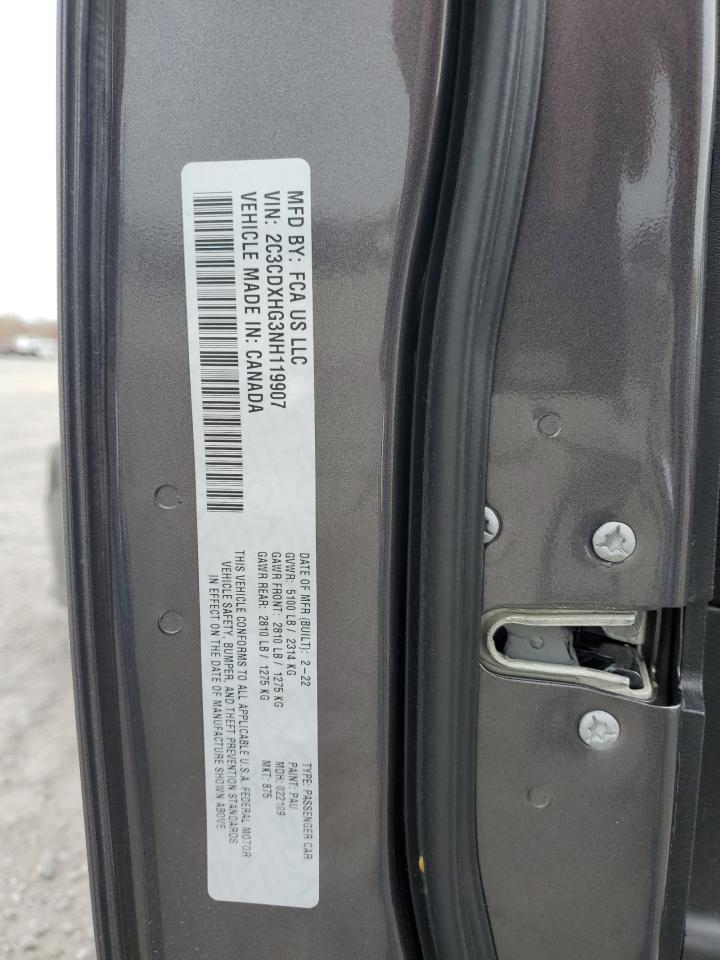 MFD BY: FCA US LLC
VIN: 2C3CDXHG3NH119907
VEHICLE MADE IN: CANADA
DATE OF MFR (BUILT): 2-22
GVWR: 5100 LB / 2314 KG
GAWR FRONT: 2810 LB / 1275 KG
GAWR REAR: 2810 LB / 1275 KG
TYPE: PASSENGER CAR
PAINT: PAU
MDH: 022109
MKT: B75
THIS VEHICLE CONFORMS TO ALL APPLICABLE U.S.A. FEDERAL MOTOR
VEHICLE SAFETY, BUMPER, AND THEFT PREVENTION STANDARDS
IN EFFECT ON THE DATE OF MANUFACTURE SHOWN ABOVE